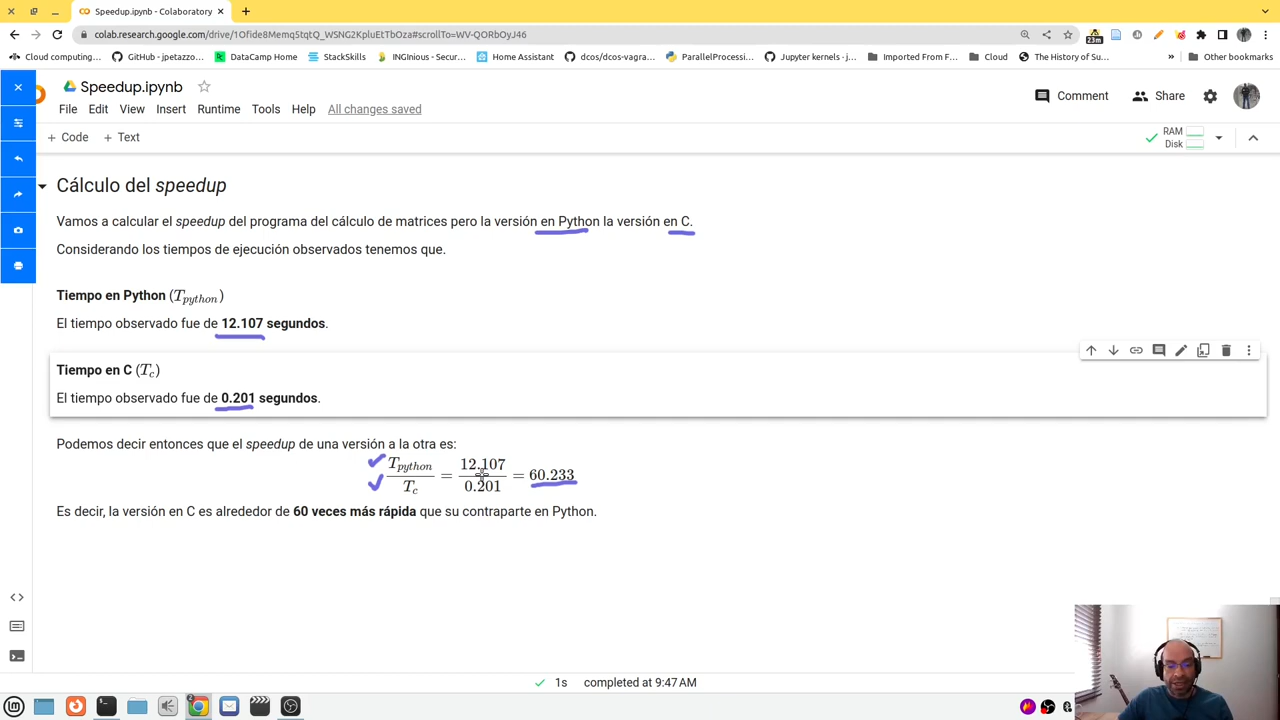 Speedup.ipynb - Colaboratory
colab.research.google.com/drive/1Ofide8Memq5tqtQ_WSNG2KpluEtTbOza#scrollTo=WV-QORbOyJ46
23m
Cloud computing…
GitHub - jpetazzo…
DataCamp Home
StackSkills
INGInious - Secur…
Home Assistant
dcos/dcos-vagra…
ParallelProcessi…
Jupyter kernels · j…
Imported From F…
Cloud
The History of Su…
Other bookmarks
Speedup.ipynb
File Edit View Insert Runtime Tools Help All changes saved
Comment Share
+ Code + Text
RAM
Disk
Cálculo del speedup
Vamos a calcular el speedup del programa del cálculo de matrices pero la versión en Python la versión en C.
Considerando los tiempos de ejecución observados tenemos que.
Tiempo en Python (T_python)
El tiempo observado fue de 12.107 segundos.
Tiempo en C (T_c)
El tiempo observado fue de 0.201 segundos.
Podemos decir entonces que el speedup de una versión a la otra es:
T_python / T_c = 12.107 / 0.201 = 60.233
Es decir, la versión en C es alrededor de 60 veces más rápida que su contraparte en Python.
1s completed at 9:47 AM
2